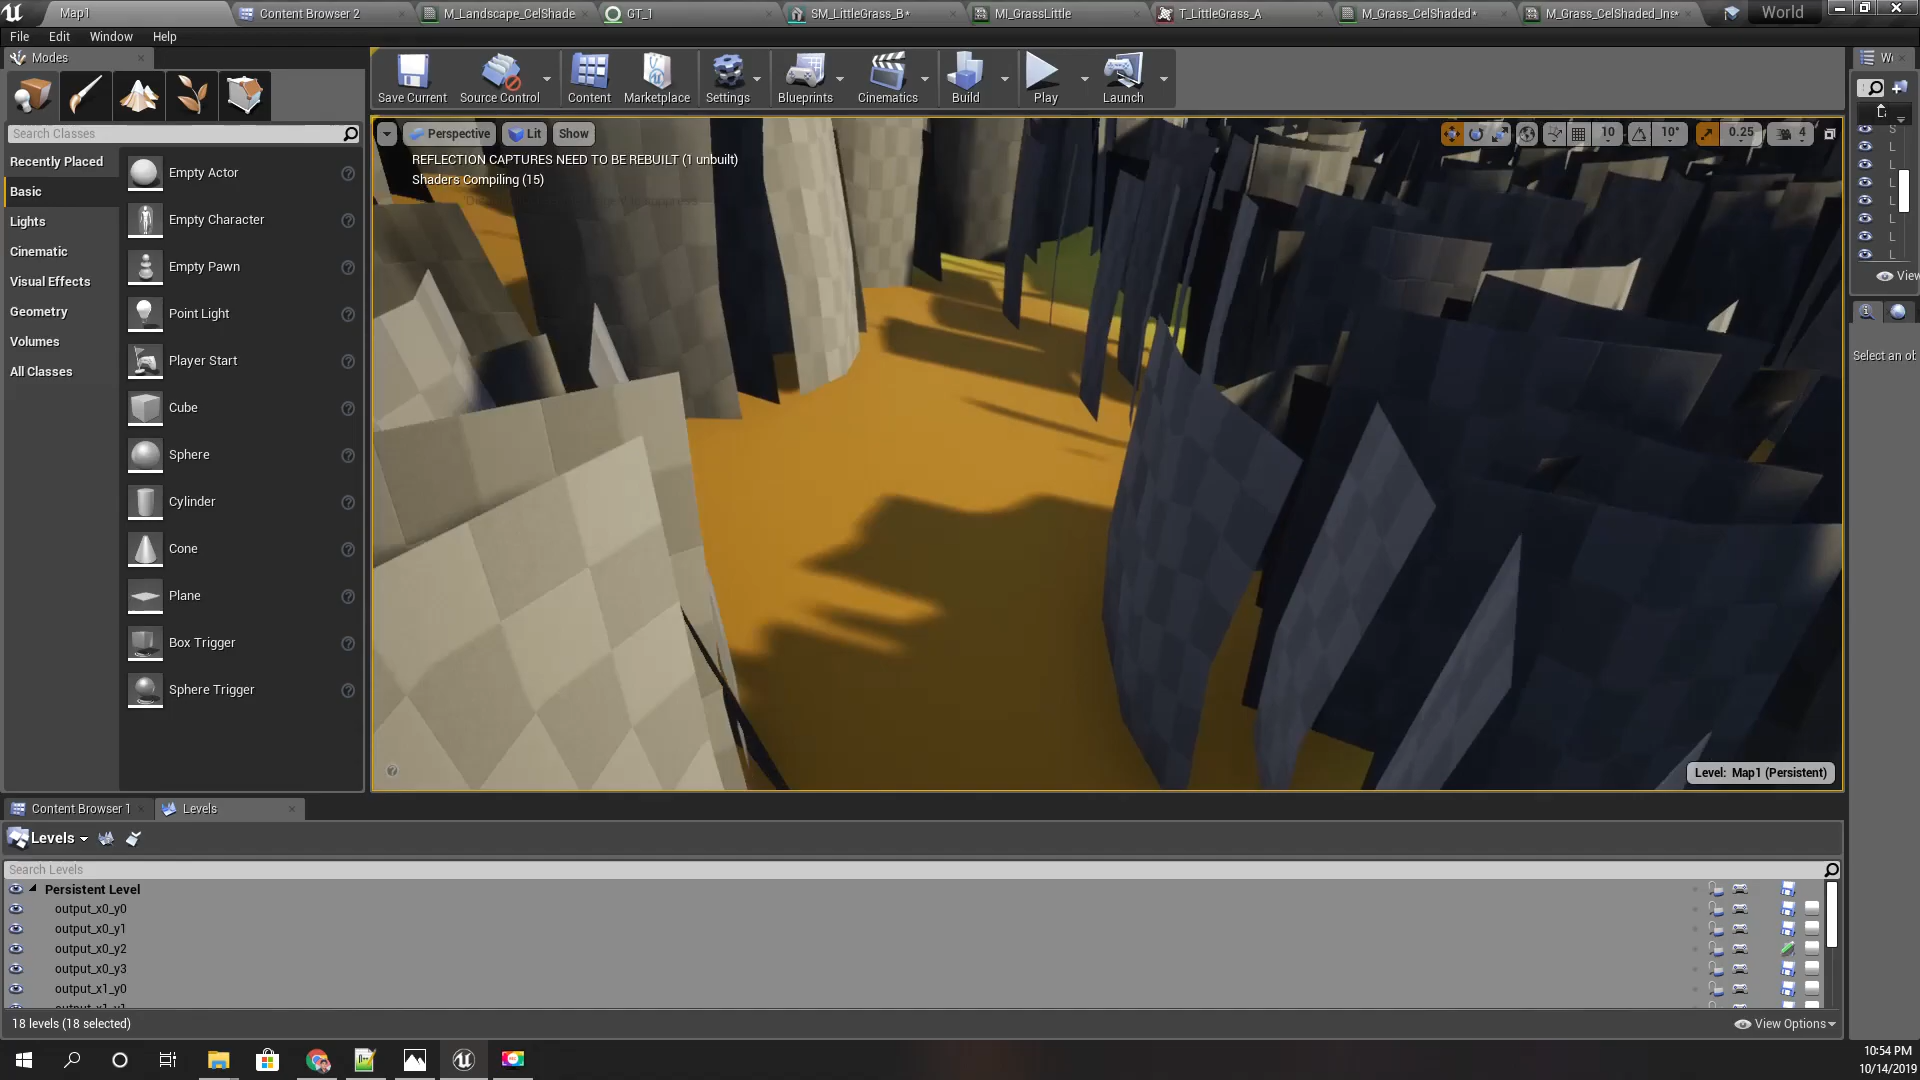 Map1
Content Browser 2
M_Landscape_CelShade
GT_1
SM_LittleGrass_B*
MI_GrassLittle
T_LittleGrass_A
M_Grass_CelShaded*
M_Grass_CelShaded_Ins*
World
File Edit Window Help
Modes
Save Current
Source Control
Content
Marketplace
Settings
Blueprints
Cinematics
Build
Play
Launch
Search Classes
Recently Placed
Basic
Lights
Cinematic
Visual Effects
Geometry
Volumes
All Classes
Empty Actor
Empty Character
Empty Pawn
Point Light
Player Start
Cube
Sphere
Cylinder
Cone
Plane
Box Trigger
Sphere Trigger
Perspective
Lit
Show
10
10°
0.25
4
REFLECTION CAPTURES NEED TO BE REBUILT (1 unbuilt)
Shaders Compiling (15)
Level: Map1 (Persistent)
S
L
L
L
L
L
L
L
View
Select an ob
Content Browser 1
Levels
Levels
Search Levels
Persistent Level
output_x0_y0
output_x0_y1
output_x0_y2
output_x0_y3
output_x1_y0
output_x1_y1
18 levels (18 selected)
View Options
10:54 PM
10/14/2019